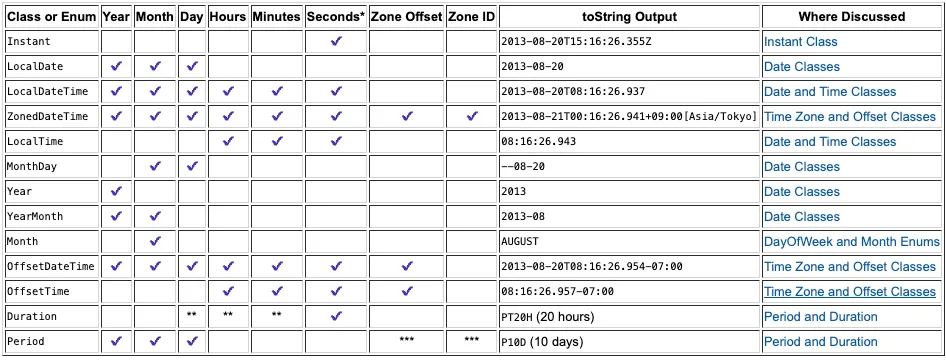 Class or Enum Year Month Day Hours Minutes Seconds* Zone Offset Zone ID toString Output Where Discussed
Instant ✔ 2013-08-20T15:16:26.355Z Instant Class
LocalDate ✔ ✔ ✔ 2013-08-20 Date Classes
LocalDateTime ✔ ✔ ✔ ✔ ✔ ✔ 2013-08-20T08:16:26.937 Date and Time Classes
ZonedDateTime ✔ ✔ ✔ ✔ ✔ ✔ ✔ ✔ 2013-08-21T00:16:26.941+09:00[Asia/Tokyo] Time Zone and Offset Classes
LocalTime ✔ ✔ ✔ 08:16:26.943 Date and Time Classes
MonthDay ✔ ✔ --08-20 Date Classes
Year ✔ 2013 Date Classes
YearMonth ✔ ✔ 2013-08 Date Classes
Month ✔ AUGUST DayOfWeek and Month Enums
OffsetDateTime ✔ ✔ ✔ ✔ ✔ ✔ ✔ 2013-08-20T08:16:26.954-07:00 Time Zone and Offset Classes
OffsetTime ✔ ✔ ✔ ✔ 08:16:26.957-07:00 Time Zone and Offset Classes
Duration ** ** ** ✔ PT20H (20 hours) Period and Duration
Period ✔ ✔ ✔ *** *** P10D (10 days) Period and Duration